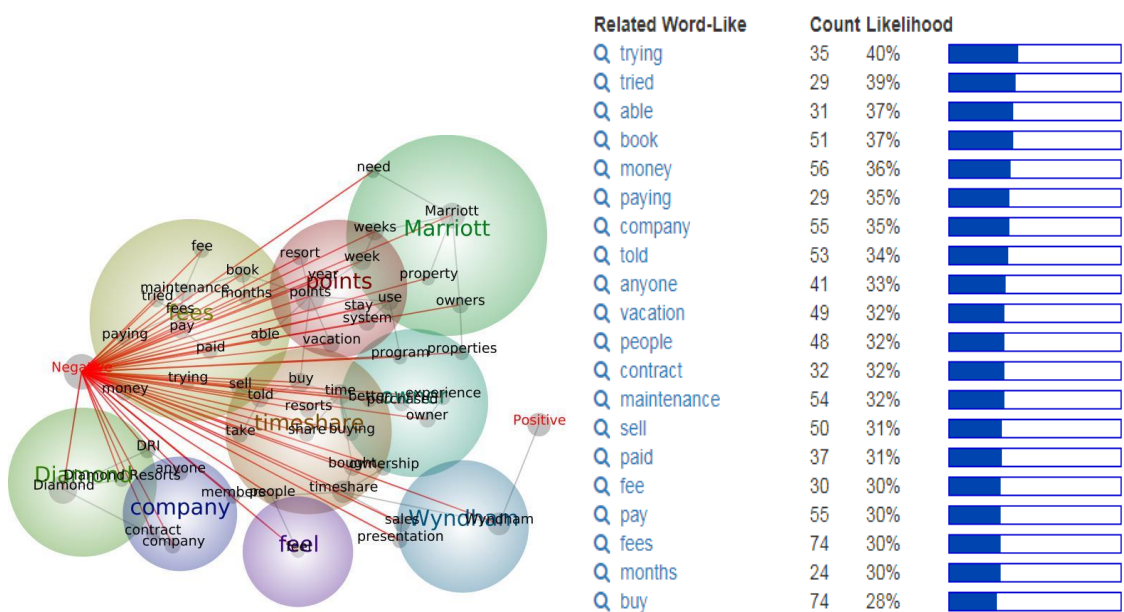 need
Marriott
Marriott
weeks
fee
resort
week
book
year
property
maintenance
points
tried
months
points
use
fees
stay
owners
fees
system
pay
paying
able
vacation
paid
program
properties
Negative
trying
buy
money
sell
time
experience
told
purchased
resorts
owner
Positive
timeshare
take
share
buying
DRI
bought
ownership
anyone
Diamond
Diamond Resorts
Diamond
timeshare
members
people
company
sales
Wyndham
Wyndham
contract
presentation
company
feel
feel
Related Word-Like Count Likelihood
trying 35 40%
tried 29 39%
able 31 37%
book 51 37%
money 56 36%
paying 29 35%
company 55 35%
told 53 34%
anyone 41 33%
vacation 49 32%
people 48 32%
contract 32 32%
maintenance 54 32%
sell 50 31%
paid 37 31%
fee 30 30%
pay 55 30%
fees 74 30%
months 24 30%
buy 74 28%